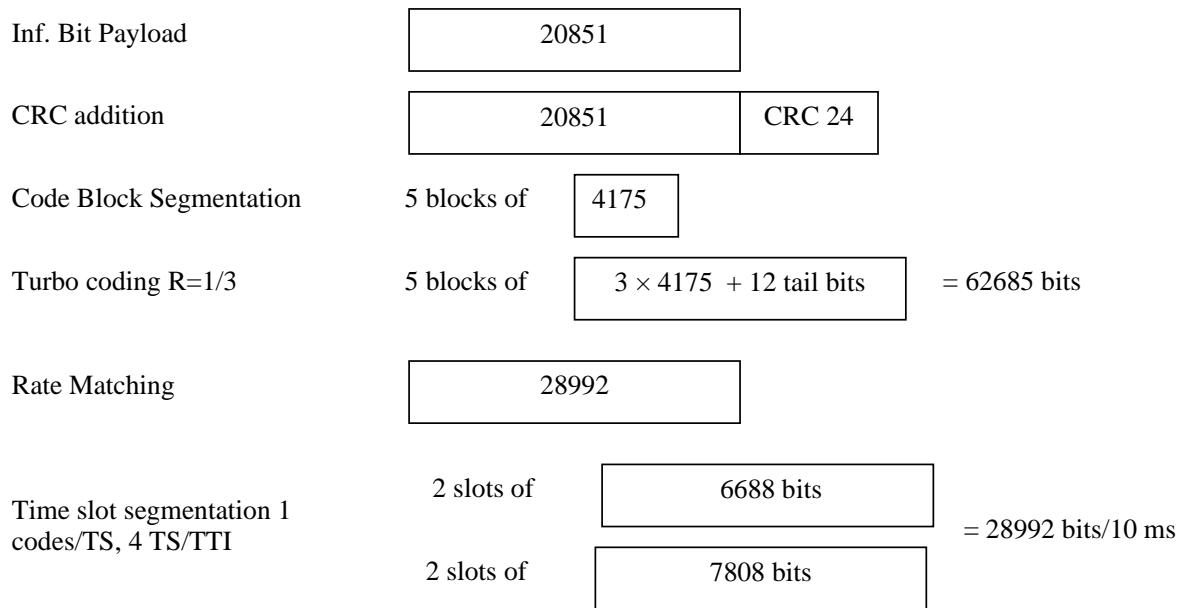 Inf. Bit Payload 20851
CRC addition 20851 CRC 24
Code Block Segmentation 5 blocks of 4175
Turbo coding R=1/3 5 blocks of 3 × 4175 + 12 tail bits = 62685 bits
Rate Matching 28992
2 slots of 6688 bits
Time slot segmentation 1
codes/TS, 4 TS/TTI
= 28992 bits/10 ms
2 slots of 7808 bits